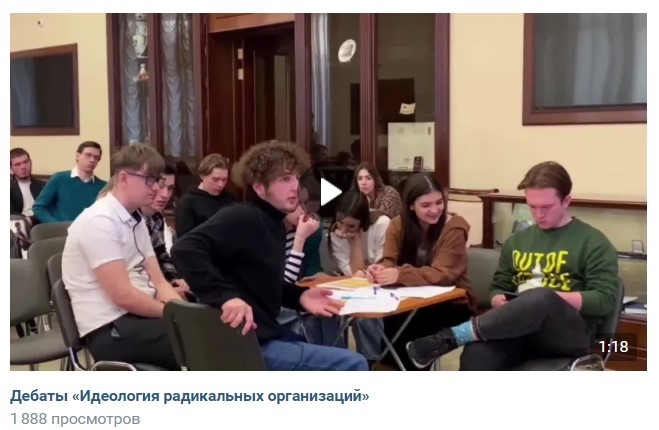 OUT OF
1:18
Дебаты «Идеология радикальных организаций»
1 888 просмотров